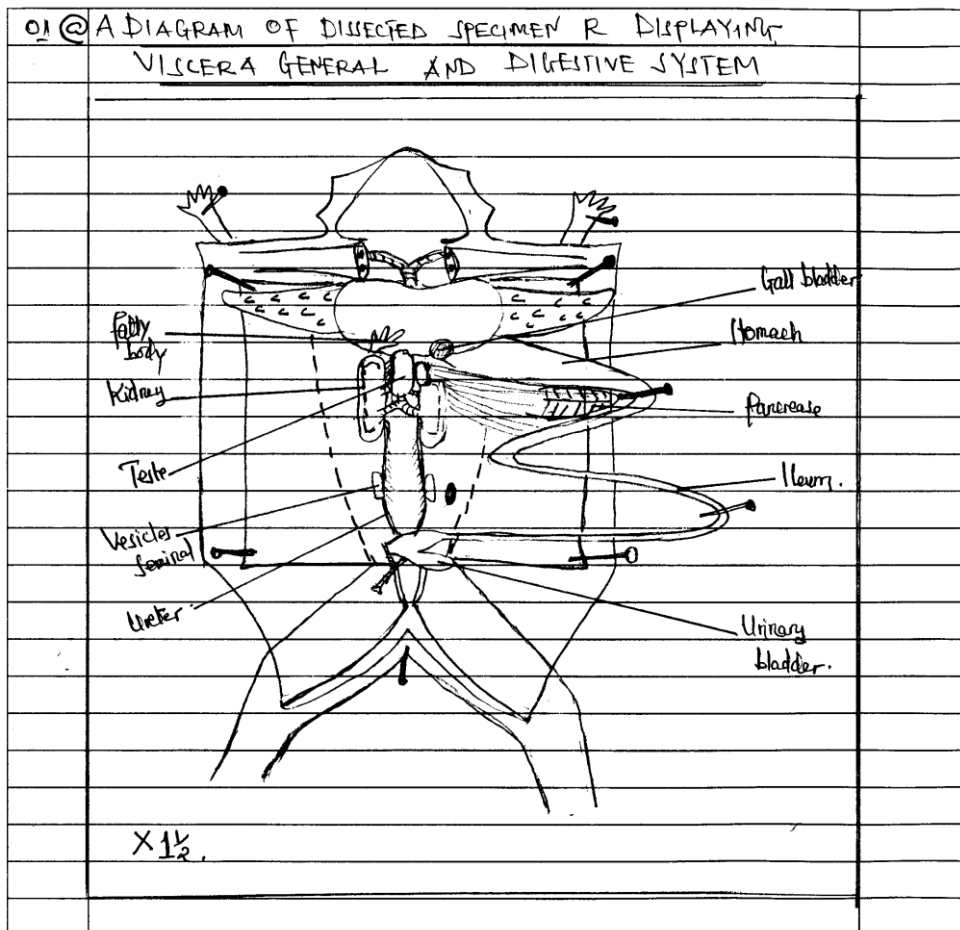 01 (a) A DIAGRAM OF DISSECTED SPECIMEN R DISPLAYING
VISCERA GENERAL AND DIGESTIVE SYSTEM
Gall bladder
Fatty
body
Stomach
Kidney
Pancrease
Teste
Ileum.
Vesicles
seminal
Ureter
Urinary
bladder.
X 1½.